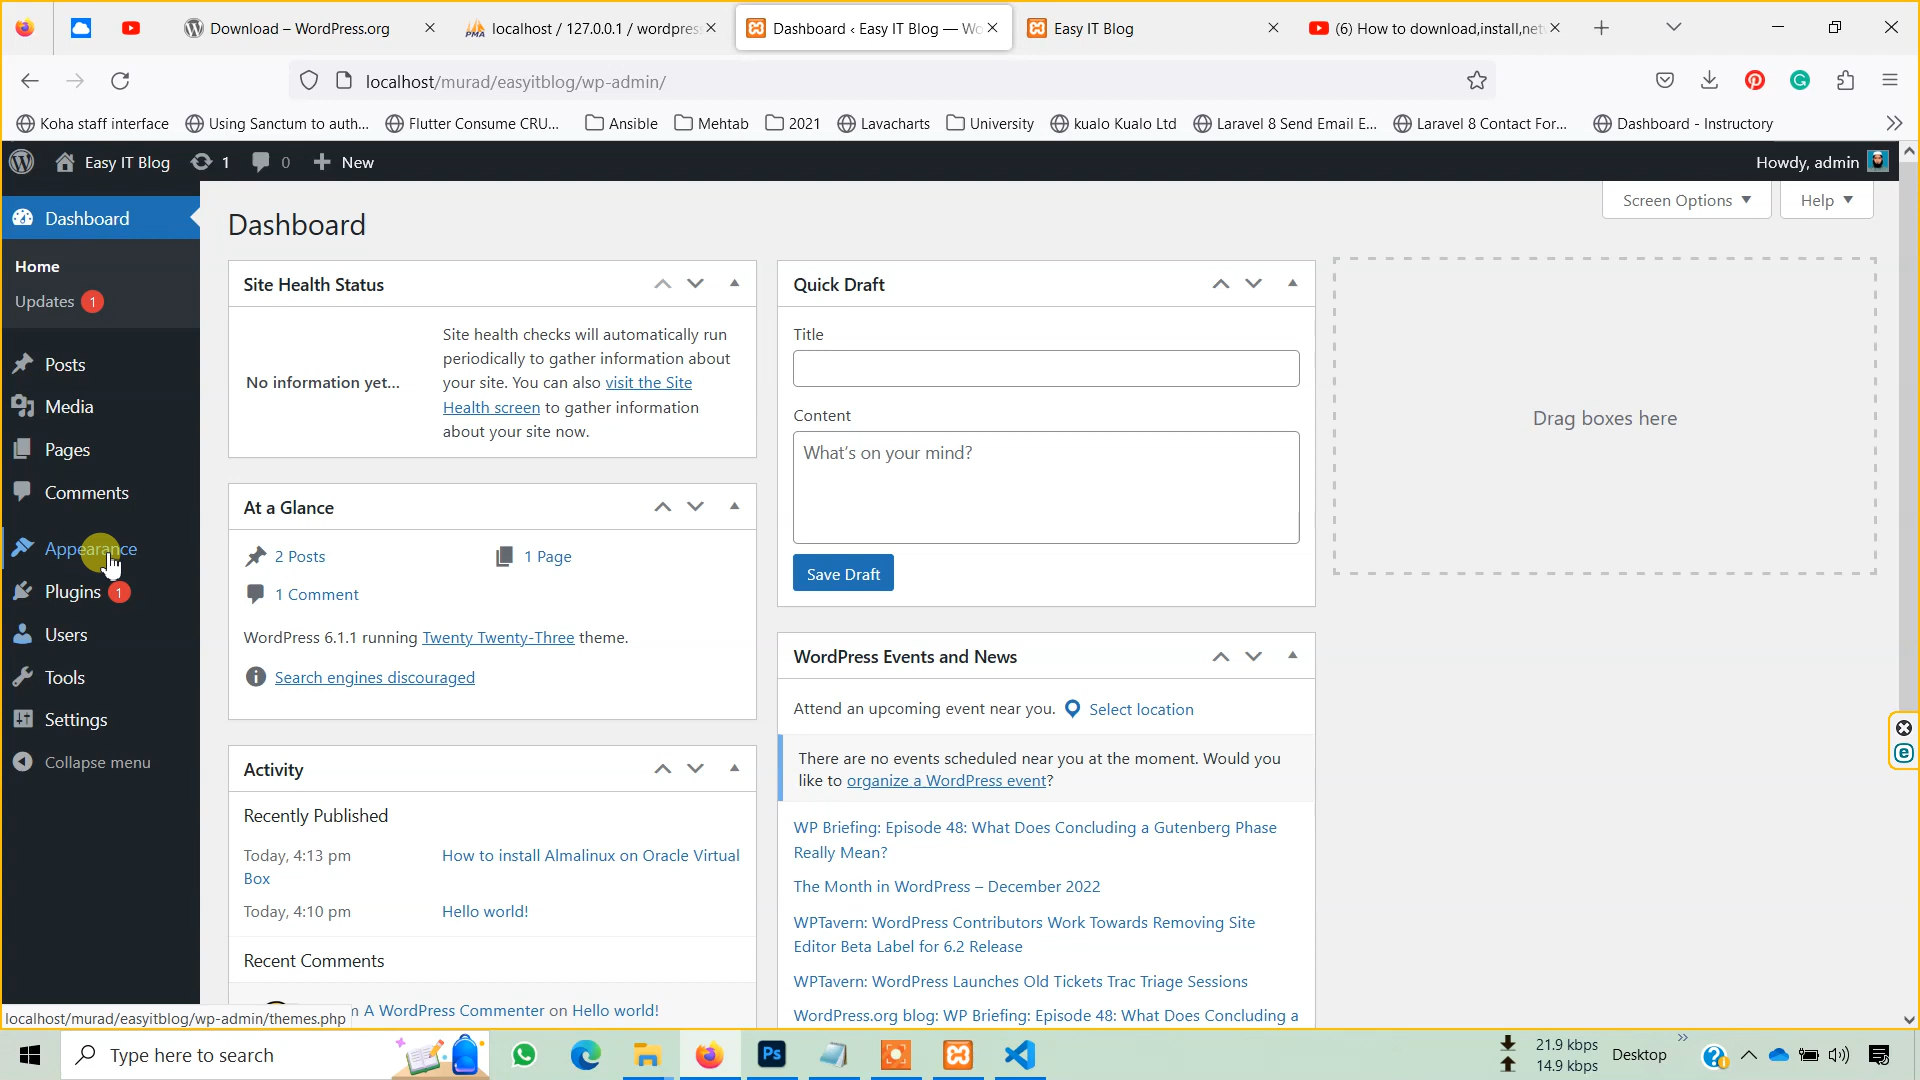 Download – WordPress.org
localhost / 127.0.0.1 / wordpres
Dashboard ‹ Easy IT Blog — Wo
Easy IT Blog
(6) How to download,install,net
localhost/murad/easyitblog/wp-admin/
Koha staff interface
Using Sanctum to auth...
Flutter Consume CRU...
Ansible
Mehtab
2021
Lavacharts
University
kualo Kualo Ltd
Laravel 8 Send Email E...
Laravel 8 Contact For...
Dashboard - Instructory
Easy IT Blog
1
0
New
Howdy, admin
Dashboard
Home
Updates 1
Posts
Media
Pages
Comments
Appearance
Plugins 1
Users
Tools
Settings
Collapse menu
Dashboard
Screen Options
Help
Site Health Status
No information yet...
Site health checks will automatically run
periodically to gather information about
your site. You can also visit the Site
Health screen to gather information
about your site now.
At a Glance
2 Posts
1 Page
1 Comment
WordPress 6.1.1 running Twenty Twenty-Three theme.
Search engines discouraged
Activity
Recently Published
Today, 4:13 pm
How to install Almalinux on Oracle Virtual
Box
Today, 4:10 pm
Hello world!
Recent Comments
A WordPress Commenter on Hello world!
Quick Draft
Title
Content
What's on your mind?
Save Draft
WordPress Events and News
Attend an upcoming event near you.
Select location
There are no events scheduled near you at the moment. Would you
like to organize a WordPress event?
WP Briefing: Episode 48: What Does Concluding a Gutenberg Phase
Really Mean?
The Month in WordPress – December 2022
WPTavern: WordPress Contributors Work Towards Removing Site
Editor Beta Label for 6.2 Release
WPTavern: WordPress Launches Old Tickets Trac Triage Sessions
WordPress.org blog: WP Briefing: Episode 48: What Does Concluding a
Drag boxes here
localhost/murad/easyitblog/wp-admin/themes.php
Type here to search
Ps
21.9 kbps
14.9 kbps
Desktop